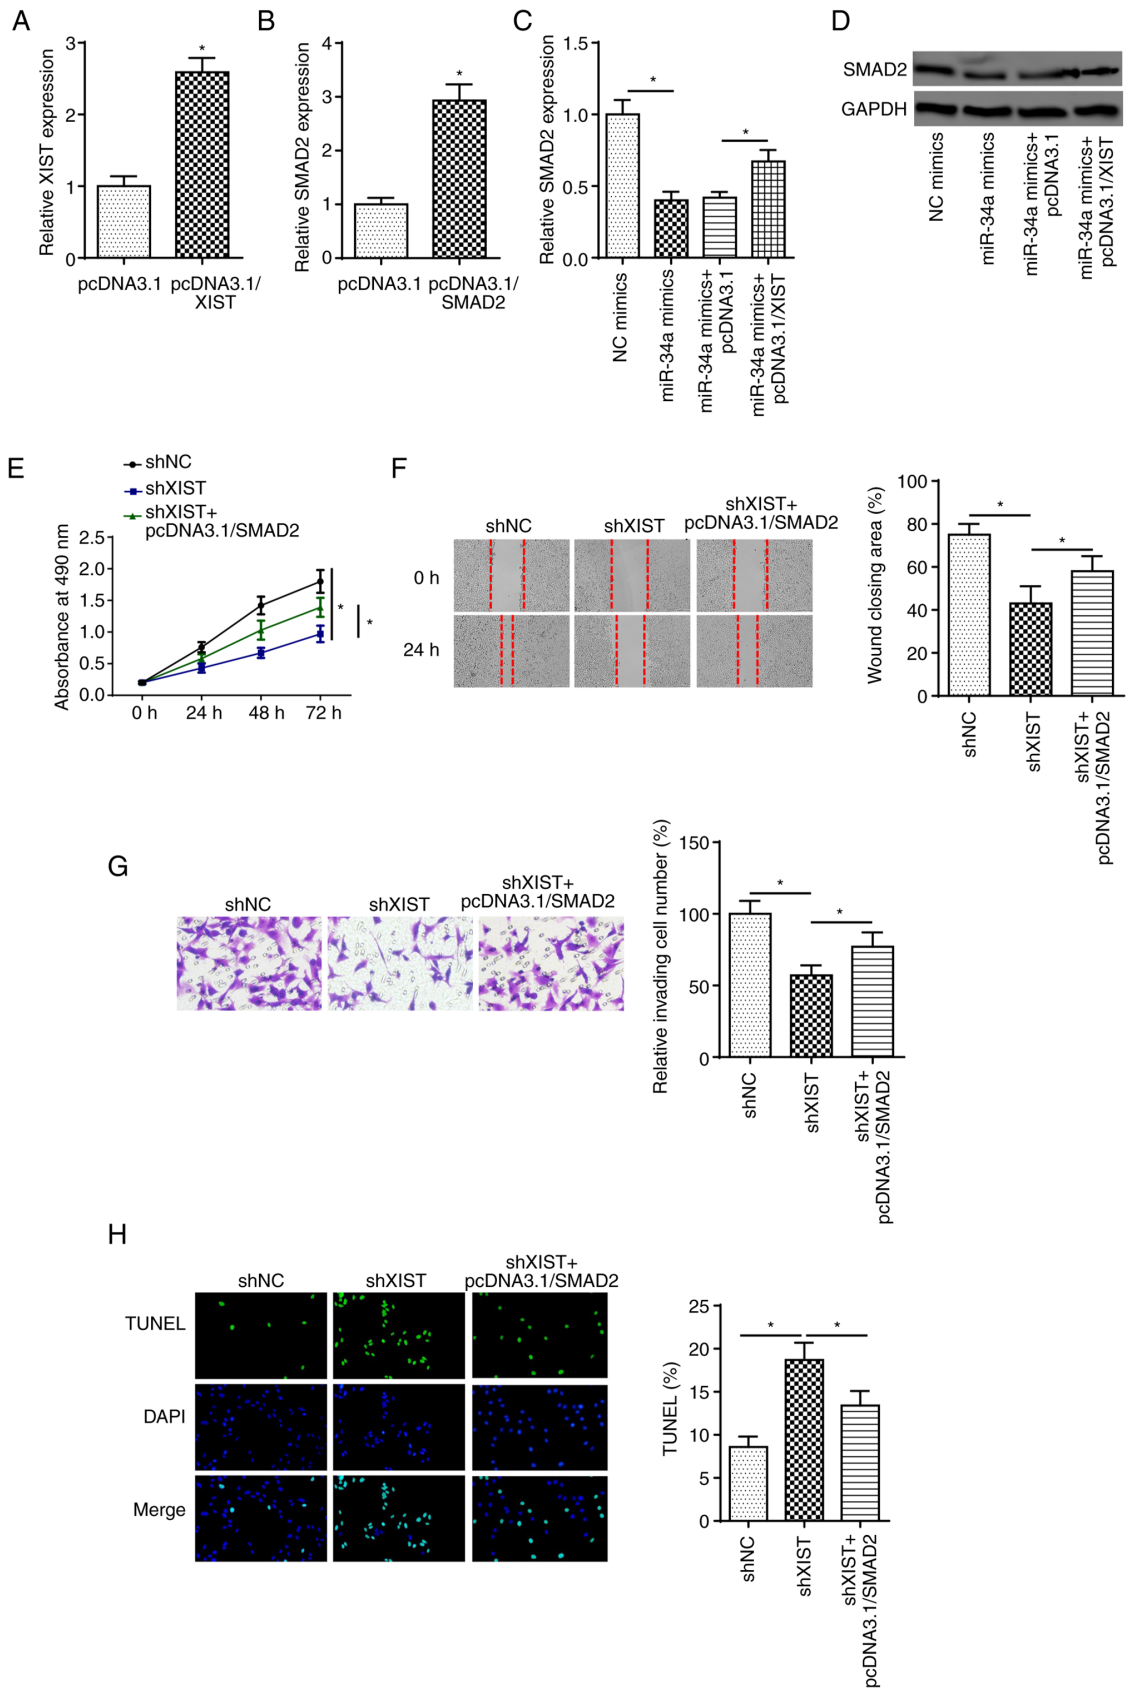 A
Relative XIST expression
3
2
1
0
*
pcDNA3.1
pcDNA3.1/
XIST
B
Relative SMAD2 expression
4
3
2
1
0
*
pcDNA3.1
pcDNA3.1/
SMAD2
C
Relative SMAD2 expression
1.5
1.0
0.5
0.0
*
*
NC mimics
miR-34a mimics
miR-34a mimics+
pcDNA3.1
miR-34a mimics+
pcDNA3.1/XIST
D
SMAD2
GAPDH
NC mimics
miR-34a mimics
miR-34a mimics+
pcDNA3.1
miR-34a mimics+
pcDNA3.1/XIST
E
shNC
shXIST
shXIST+
pcDNA3.1/SMAD2
Absorbance at 490 nm
2.5
2.0
1.5
1.0
0.5
0.0
0 h
24 h
48 h
72 h
*
*
F
shNC
shXIST
shXIST+
pcDNA3.1/SMAD2
0 h
24 h
Wound closing area (%)
100
80
60
40
20
0
*
*
shNC
shXIST
shXIST+
pcDNA3.1/SMAD2
G
shNC
shXIST
shXIST+
pcDNA3.1/SMAD2
Relative invading cell number (%)
150
100
50
0
*
*
shNC
shXIST
shXIST+
pcDNA3.1/SMAD2
H
shNC
shXIST
shXIST+
pcDNA3.1/SMAD2
TUNEL
DAPI
Merge
TUNEL (%)
25
20
15
10
5
0
*
*
shNC
shXIST
shXIST+
pcDNA3.1/SMAD2